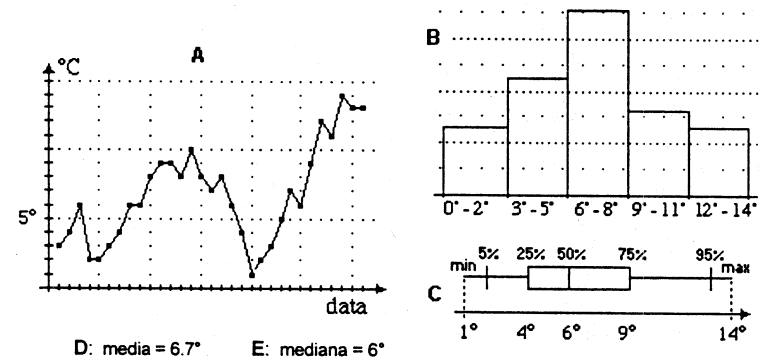 A
°C
5°
data
B
0°-2° 3°-5° 6°-8° 9°-11° 12°-14°
C
min 5% 25% 50% 75% 95% max
1° 4° 6° 9° 14°
D: media = 6.7° E: mediana = 6°